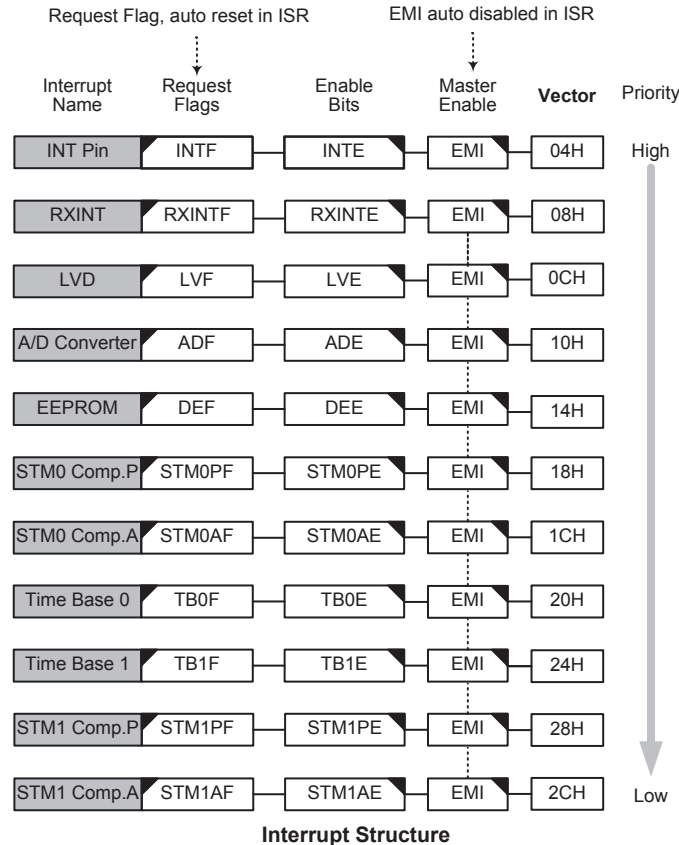 Request Flag, auto reset in ISR    EMI auto disabled in ISR
Interrupt Name    Request Flags    Enable Bits    Master Enable    Vector    Priority
INT Pin    INTF    INTE    EMI    04H    High
RXINT    RXINTF    RXINTE    EMI    08H
LVD    LVF    LVE    EMI    0CH
A/D Converter    ADF    ADE    EMI    10H
EEPROM    DEF    DEE    EMI    14H
STM0 Comp.P    STM0PF    STM0PE    EMI    18H
STM0 Comp.A    STM0AF    STM0AE    EMI    1CH
Time Base 0    TB0F    TB0E    EMI    20H
Time Base 1    TB1F    TB1E    EMI    24H
STM1 Comp.P    STM1PF    STM1PE    EMI    28H
STM1 Comp.A    STM1AF    STM1AE    EMI    2CH    Low
Interrupt Structure